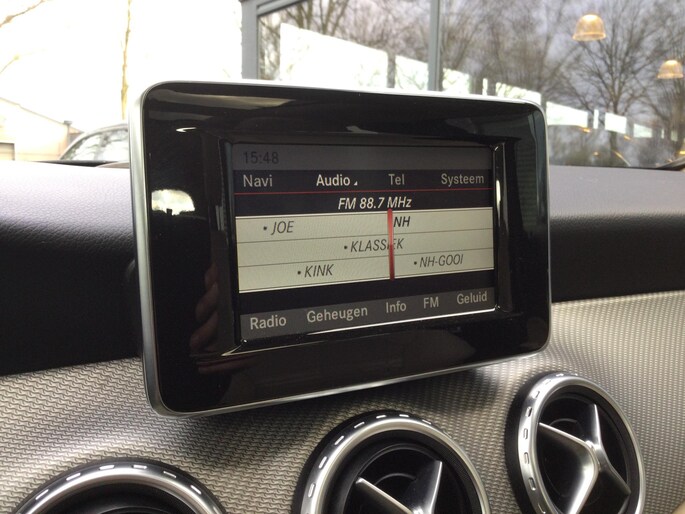 15:48
Navi Audio Tel Systeem
FM 88.7 MHz
• JOE NH
• KLASSIEK
• KINK • NH-GOOI
Radio Geheugen Info FM Geluid